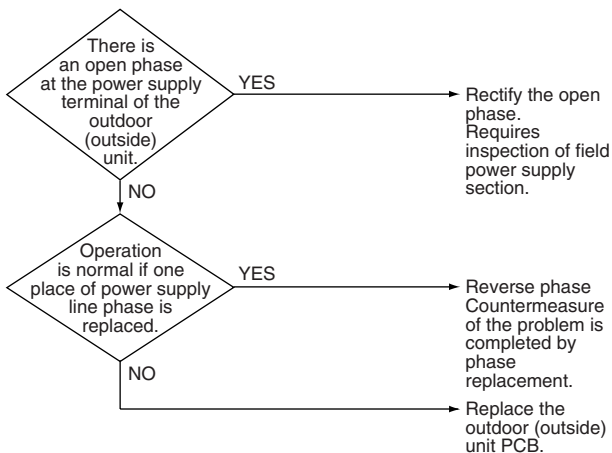 There is
an open phase
at the power supply
terminal of the
outdoor
(outside)
unit.
YES
Rectify the open
phase.
Requires
inspection of field
power supply
section.
NO
Operation
is normal if one
place of power supply
line phase is
replaced.
YES
Reverse phase
Countermeasure
of the problem is
completed by
phase
replacement.
NO
Replace the
outdoor (outside)
unit PCB.